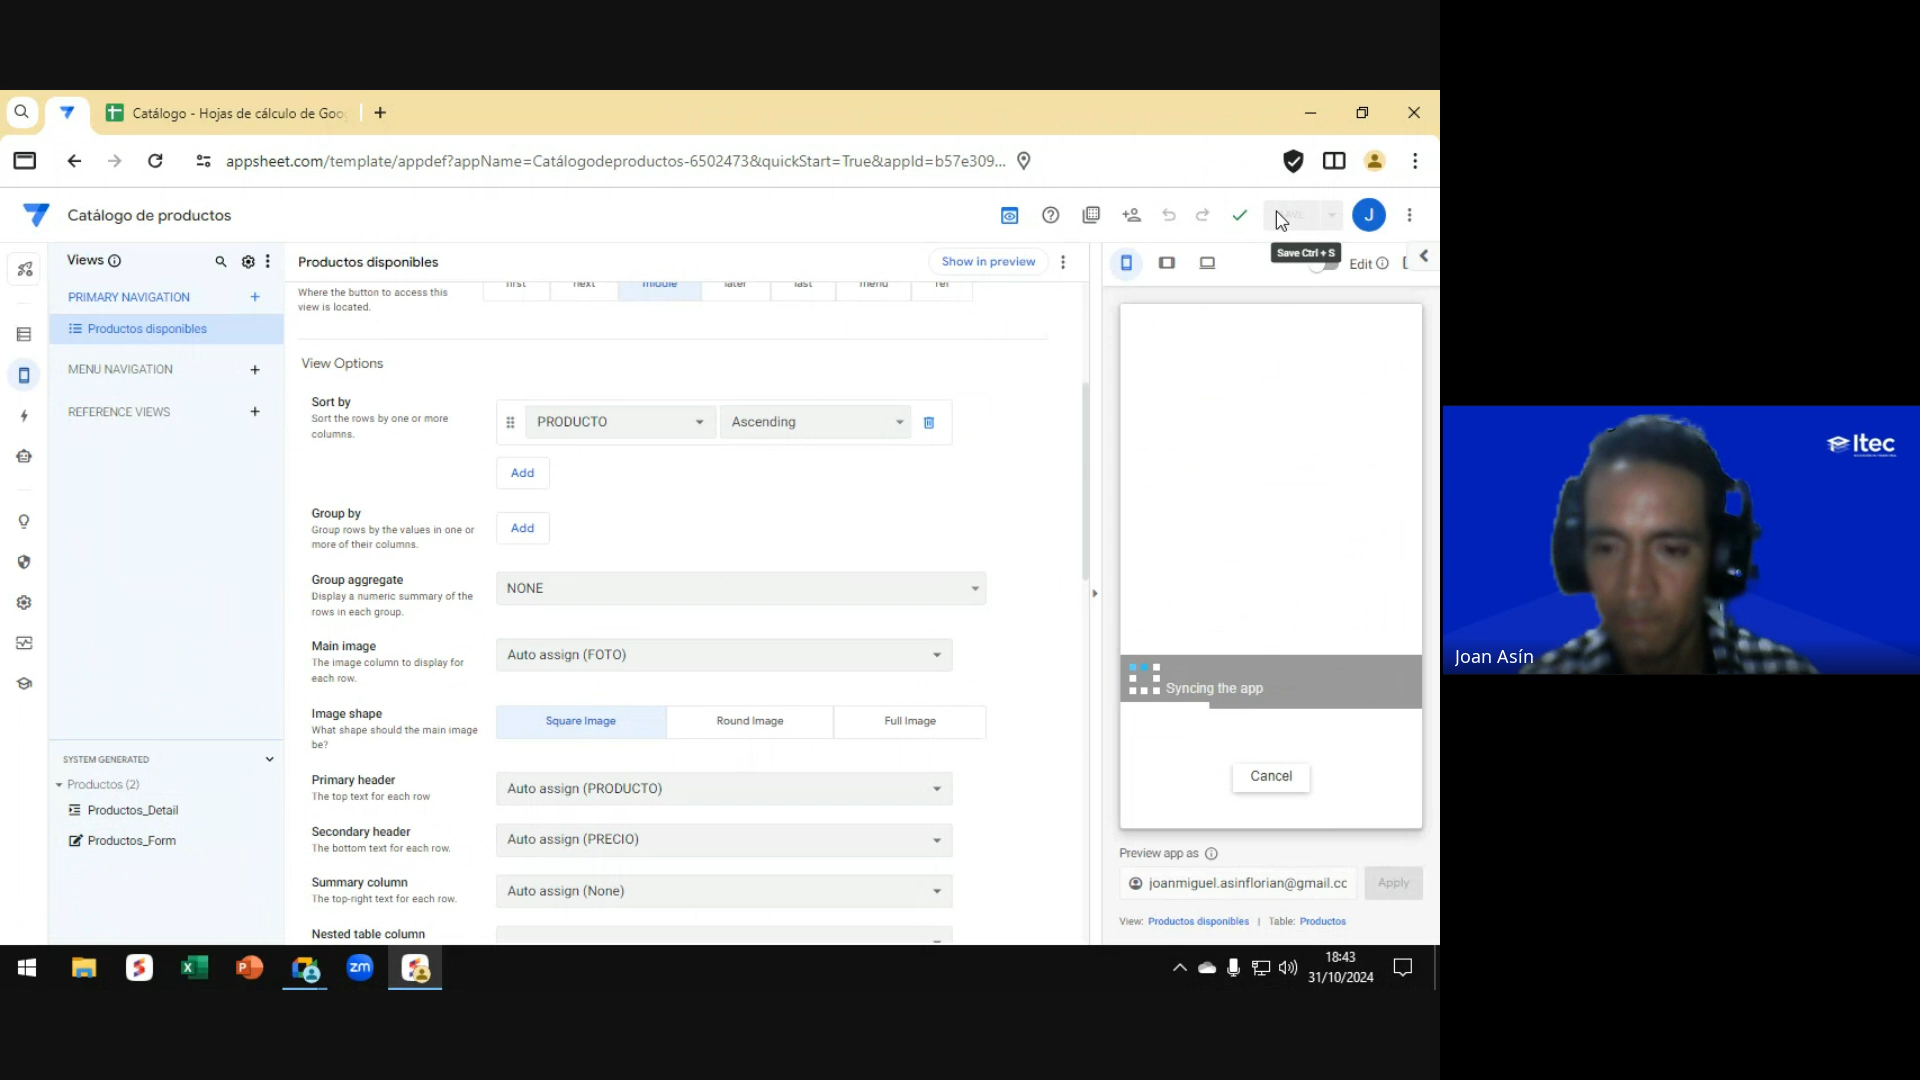 Catálogo - Hojas de cálculo de Goo
appsheet.com/template/appdef?appName=Catálogodeproductos-6502473&quickStart=True&appId=b57e309...
Catálogo de productos
J
Save Ctrl + S
Views
Productos disponibles
Show in preview
Edit
PRIMARY NAVIGATION
Productos disponibles
MENU NAVIGATION
REFERENCE VIEWS
SYSTEM GENERATED
Productos (2)
Productos_Detail
Productos_Form
Where the button to access this
view is located.
first next middle later last menu ref
View Options
Sort by
Sort the rows by one or more
columns.
PRODUCTO
Ascending
Add
Group by
Group rows by the values in one or
more of their columns.
Add
Group aggregate
Display a numeric summary of the
rows in each group.
NONE
Main image
The image column to display for
each row.
Auto assign (FOTO)
Image shape
What shape should the main image
be?
Square Image
Round Image
Full Image
Primary header
The top text for each row
Auto assign (PRODUCTO)
Secondary header
The bottom text for each row.
Auto assign (PRECIO)
Summary column
The top-right text for each row.
Auto assign (None)
Nested table column
Syncing the app
Cancel
Preview app as
joanmiguel.asinflorian@gmail.cc
Apply
View: Productos disponibles | Table: Productos
zm
18:43
31/10/2024
Itec
Joan Asín